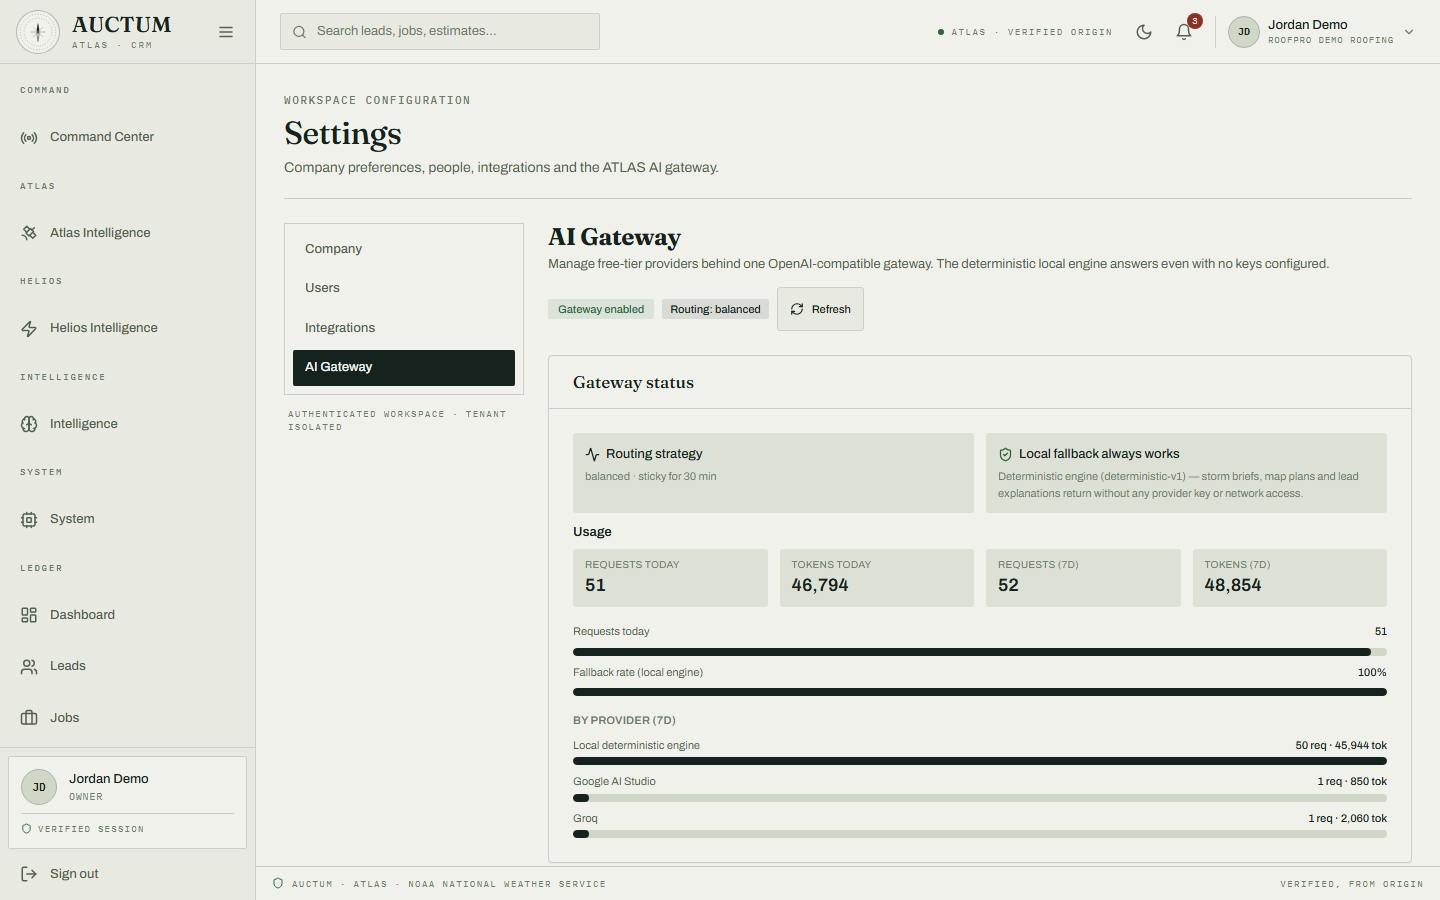 AUCTUM
ATLAS · CRM
Search leads, jobs, estimates...
ATLAS · VERIFIED ORIGIN
3
JD
Jordan Demo
ROOFPRO DEMO ROOFING
COMMAND
Command Center
ATLAS
Atlas Intelligence
HELIOS
Helios Intelligence
INTELLIGENCE
Intelligence
SYSTEM
System
LEDGER
Dashboard
Leads
Jobs
JD
Jordan Demo
OWNER
VERIFIED SESSION
Sign out
WORKSPACE CONFIGURATION
Settings
Company preferences, people, integrations and the ATLAS AI gateway.
Company
Users
Integrations
AI Gateway
AUTHENTICATED WORKSPACE · TENANT
ISOLATED
AI Gateway
Manage free-tier providers behind one OpenAI-compatible gateway. The deterministic local engine answers even with no keys configured.
Gateway enabled
Routing: balanced
Refresh
Gateway status
Routing strategy
balanced · sticky for 30 min
Local fallback always works
Deterministic engine (deterministic-v1) — storm briefs, map plans and lead
explanations return without any provider key or network access.
Usage
REQUESTS TODAY
51
TOKENS TODAY
46,794
REQUESTS (7D)
52
TOKENS (7D)
48,854
Requests today
51
Fallback rate (local engine)
100%
BY PROVIDER (7D)
Local deterministic engine
50 req · 45,944 tok
Google AI Studio
1 req · 850 tok
Groq
1 req · 2,060 tok
AUCTUM · ATLAS · NOAA NATIONAL WEATHER SERVICE
VERIFIED, FROM ORIGIN